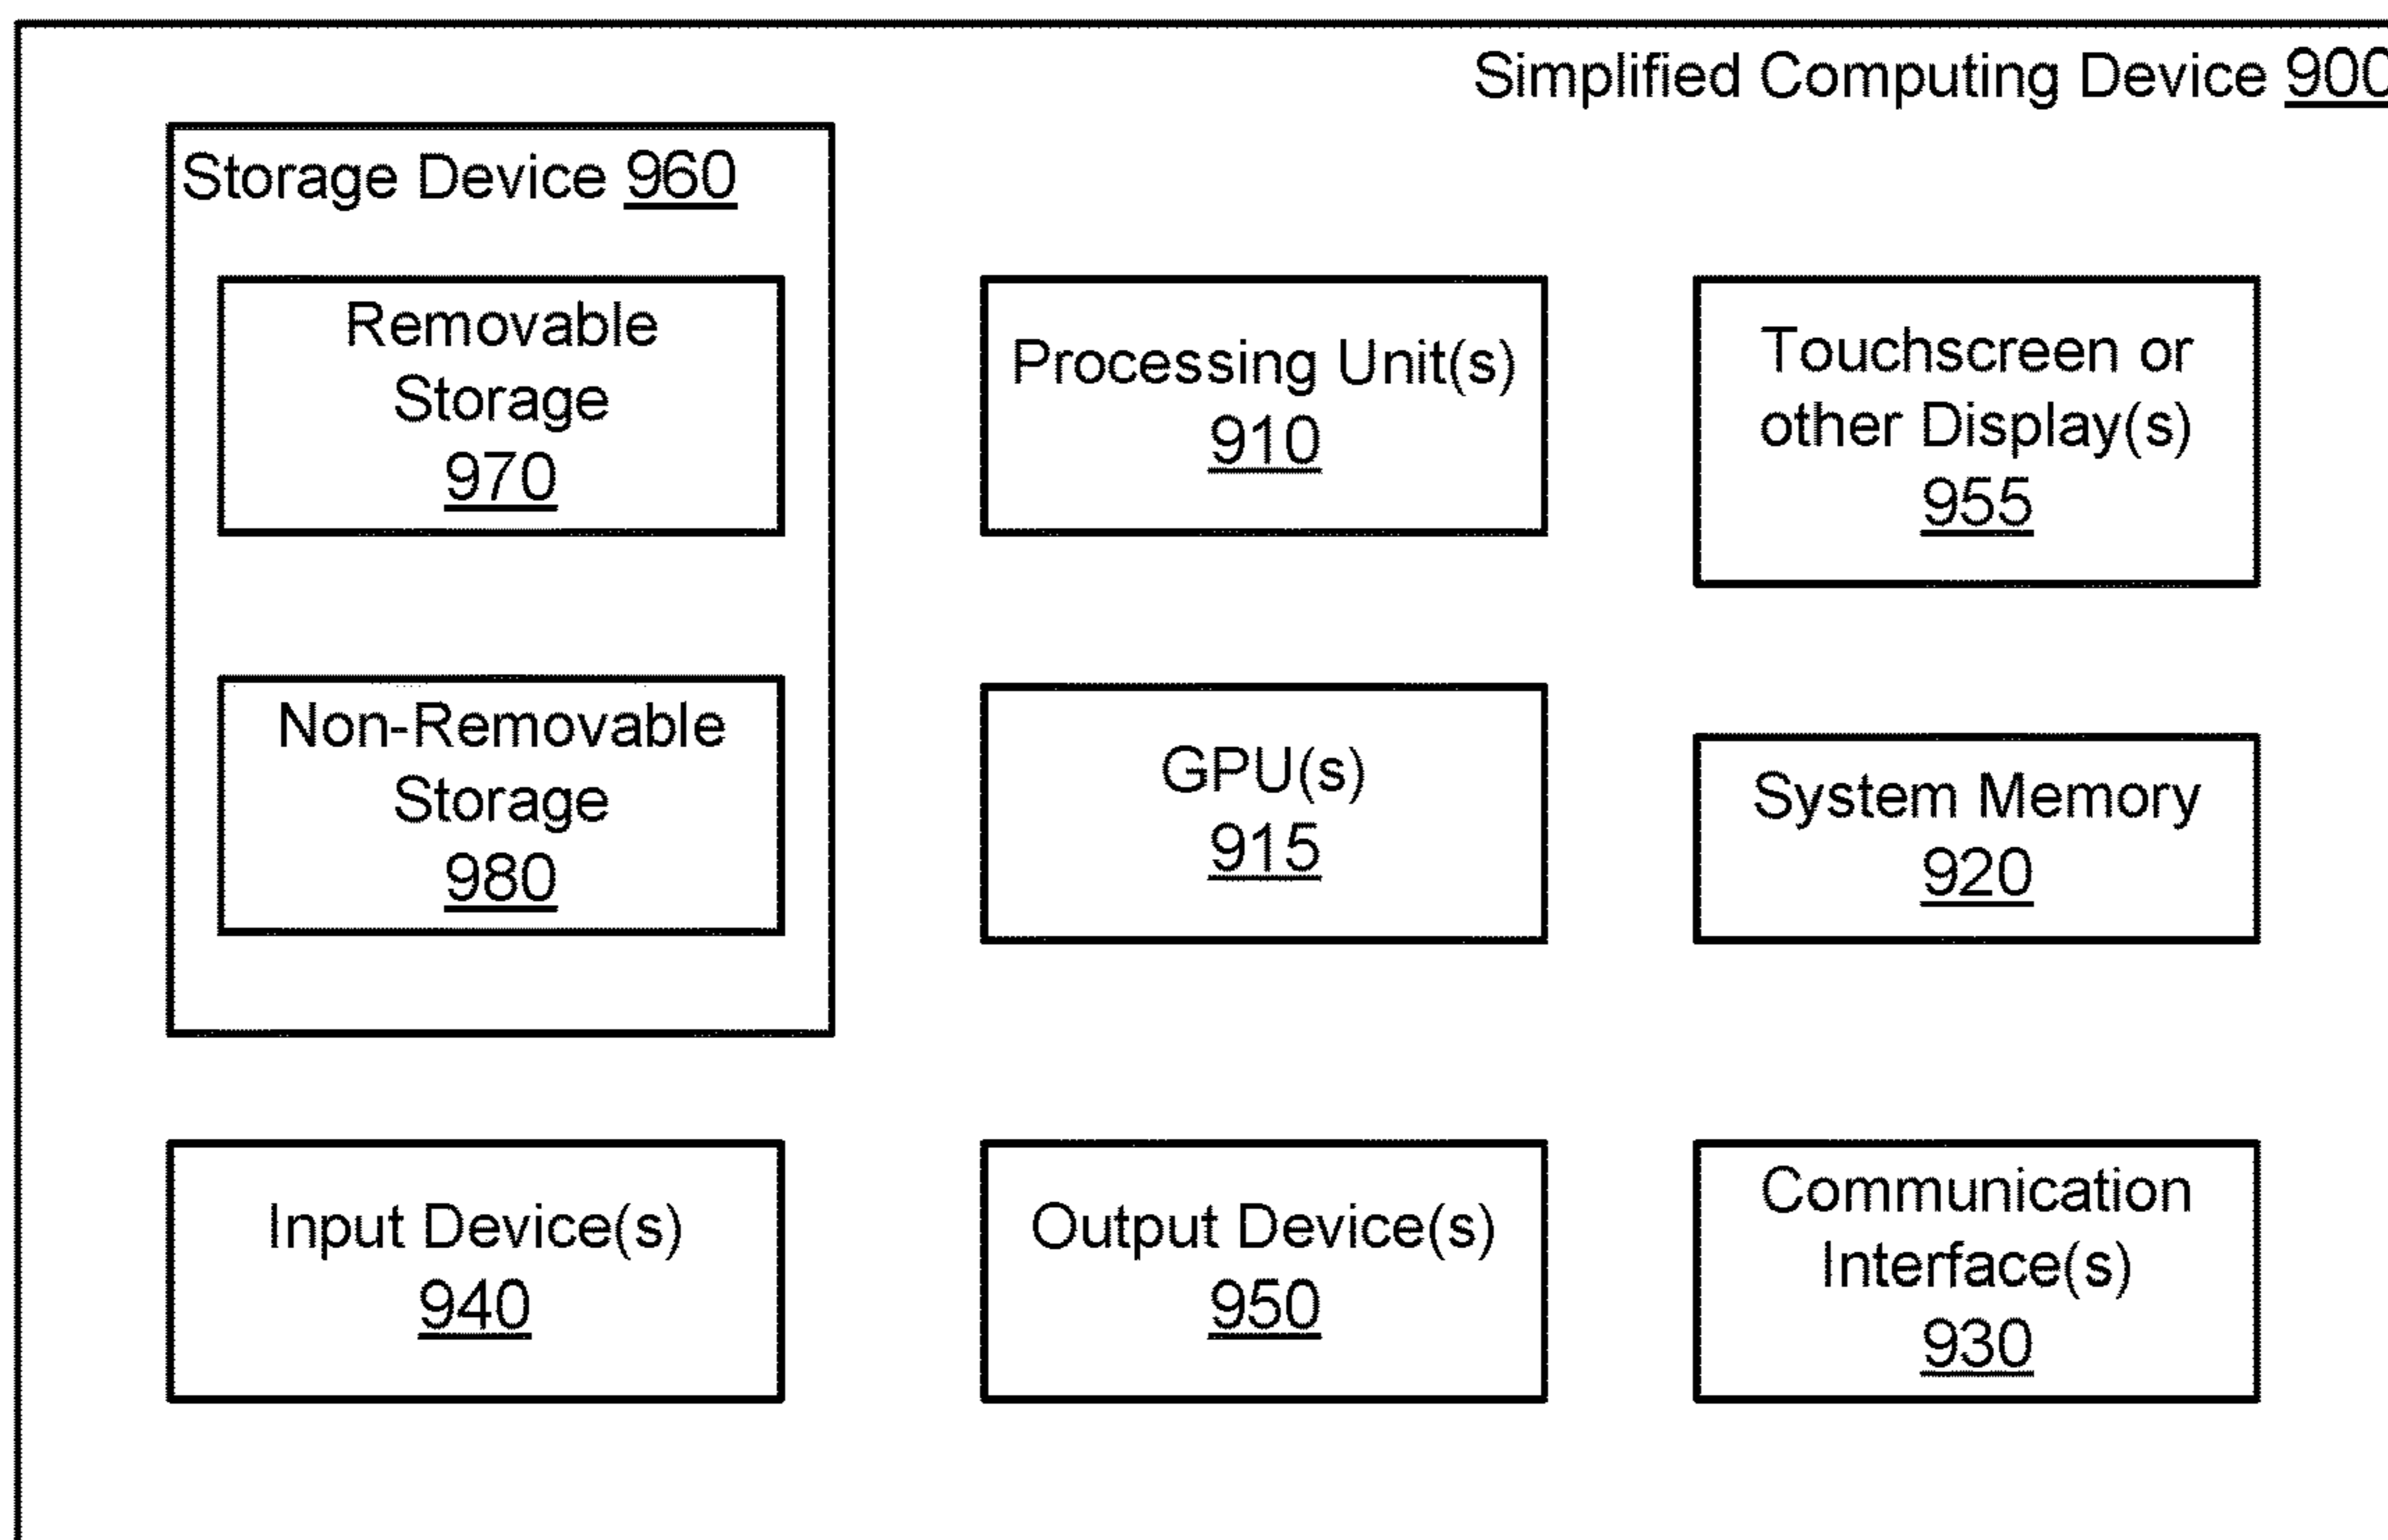 Simplified Computing Device 900
Storage Device 960
Removable
Storage
970
Non-Removable
Storage
980
Processing Unit(s)
910
GPU(s)
915
Touchscreen or
other Display(s)
955
System Memory
920
Input Device(s)
940
Output Device(s)
950
Communication
Interface(s)
930